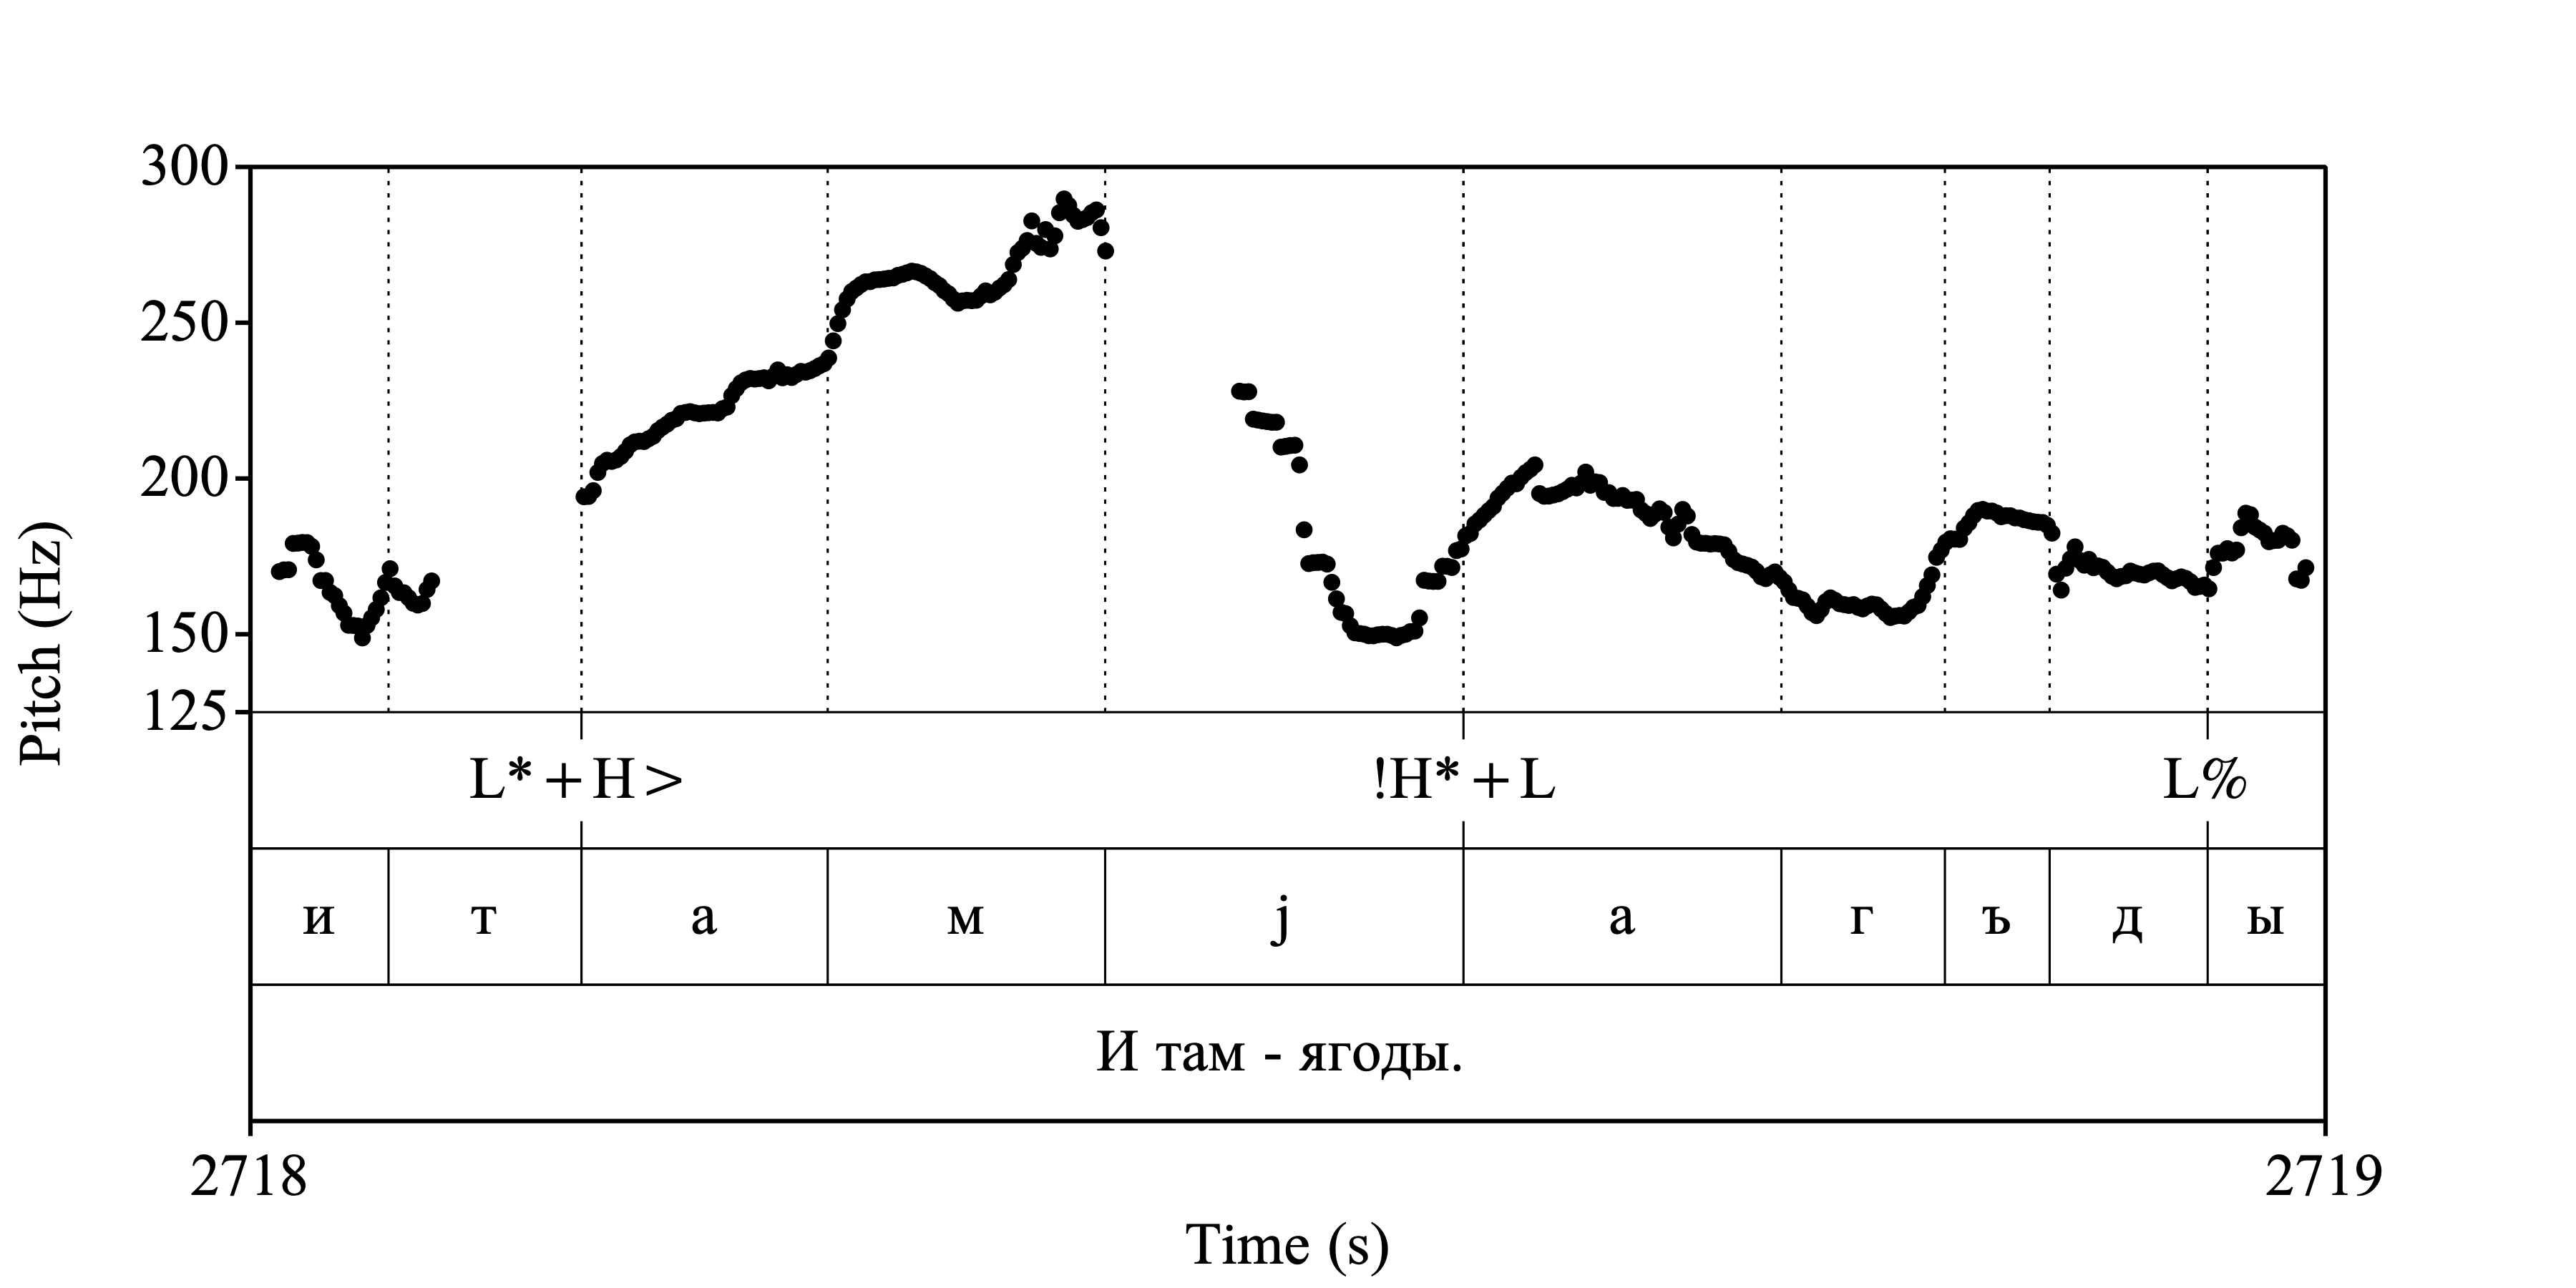 300
250
200
150
125
Pitch (Hz)
L*+H> !H*+L L%
и т а м j а г ъ д ы
И там - ягоды.
2718 2719
Time (s)